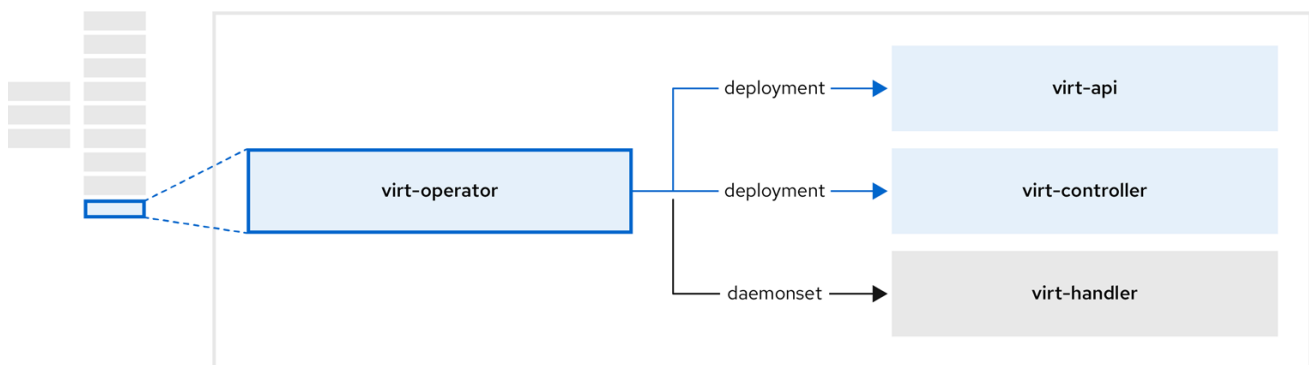 deployment
virt-api
virt-operator
deployment
virt-controller
daemonset
virt-handler